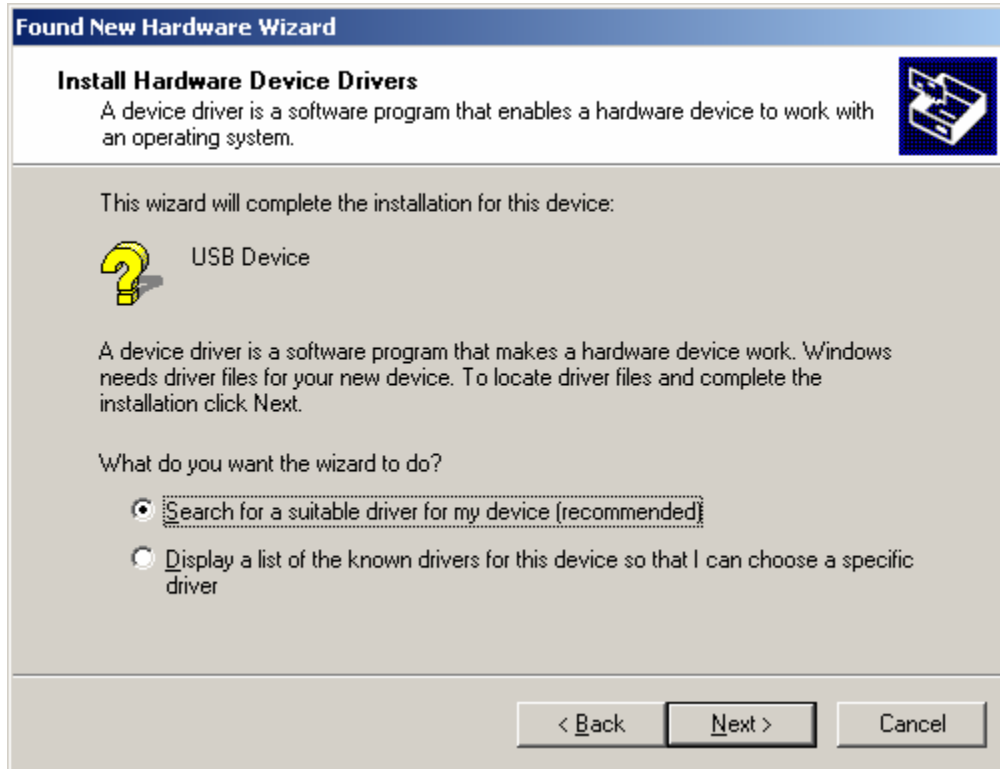 Found New Hardware Wizard
Install Hardware Device Drivers
A device driver is a software program that enables a hardware device to work with
an operating system.
This wizard will complete the installation for this device:
USB Device
A device driver is a software program that makes a hardware device work. Windows
needs driver files for your new device. To locate driver files and complete the
installation click Next.
What do you want the wizard to do?
Search for a suitable driver for my device (recommended)
Display a list of the known drivers for this device so that I can choose a specific
driver
< Back
Next >
Cancel